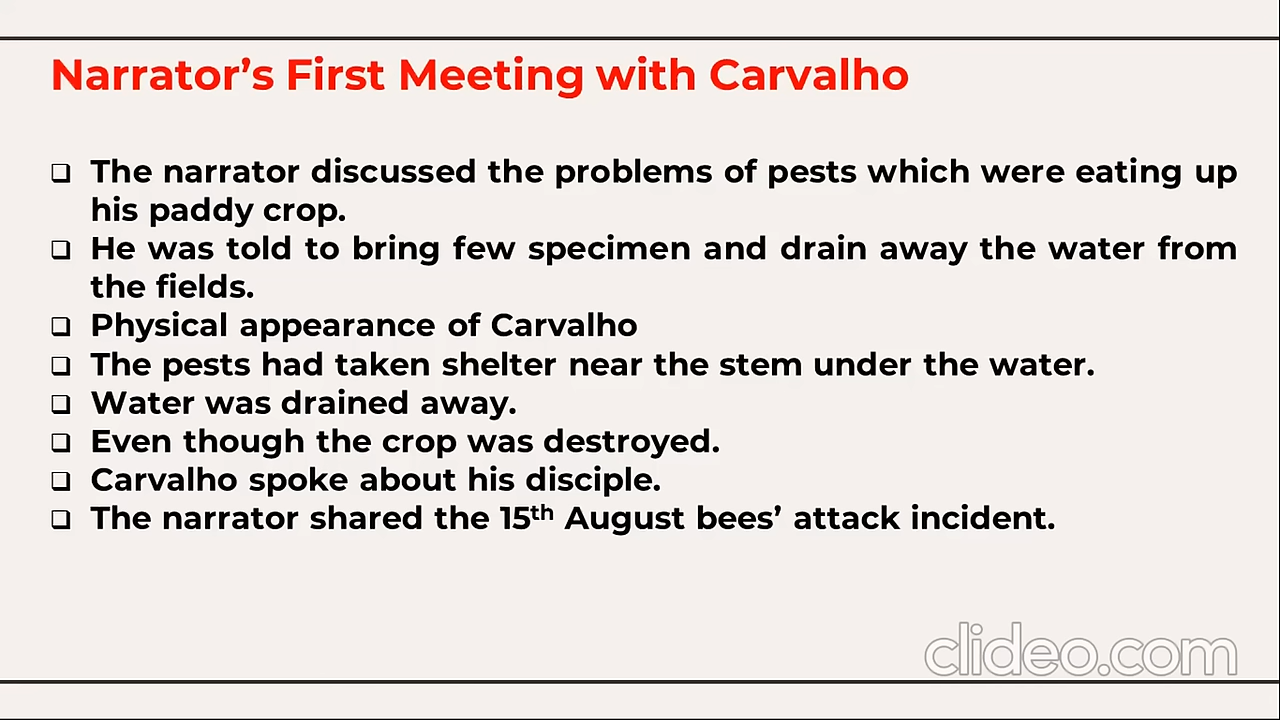 Narrator’s First Meeting with Carvalho
❑ The narrator discussed the problems of pests which were eating up
his paddy crop.
❑ He was told to bring few specimen and drain away the water from
the fields.
❑ Physical appearance of Carvalho
❑ The pests had taken shelter near the stem under the water.
❑ Water was drained away.
❑ Even though the crop was destroyed.
❑ Carvalho spoke about his disciple.
❑ The narrator shared the 15th August bees’ attack incident.
clideo.com